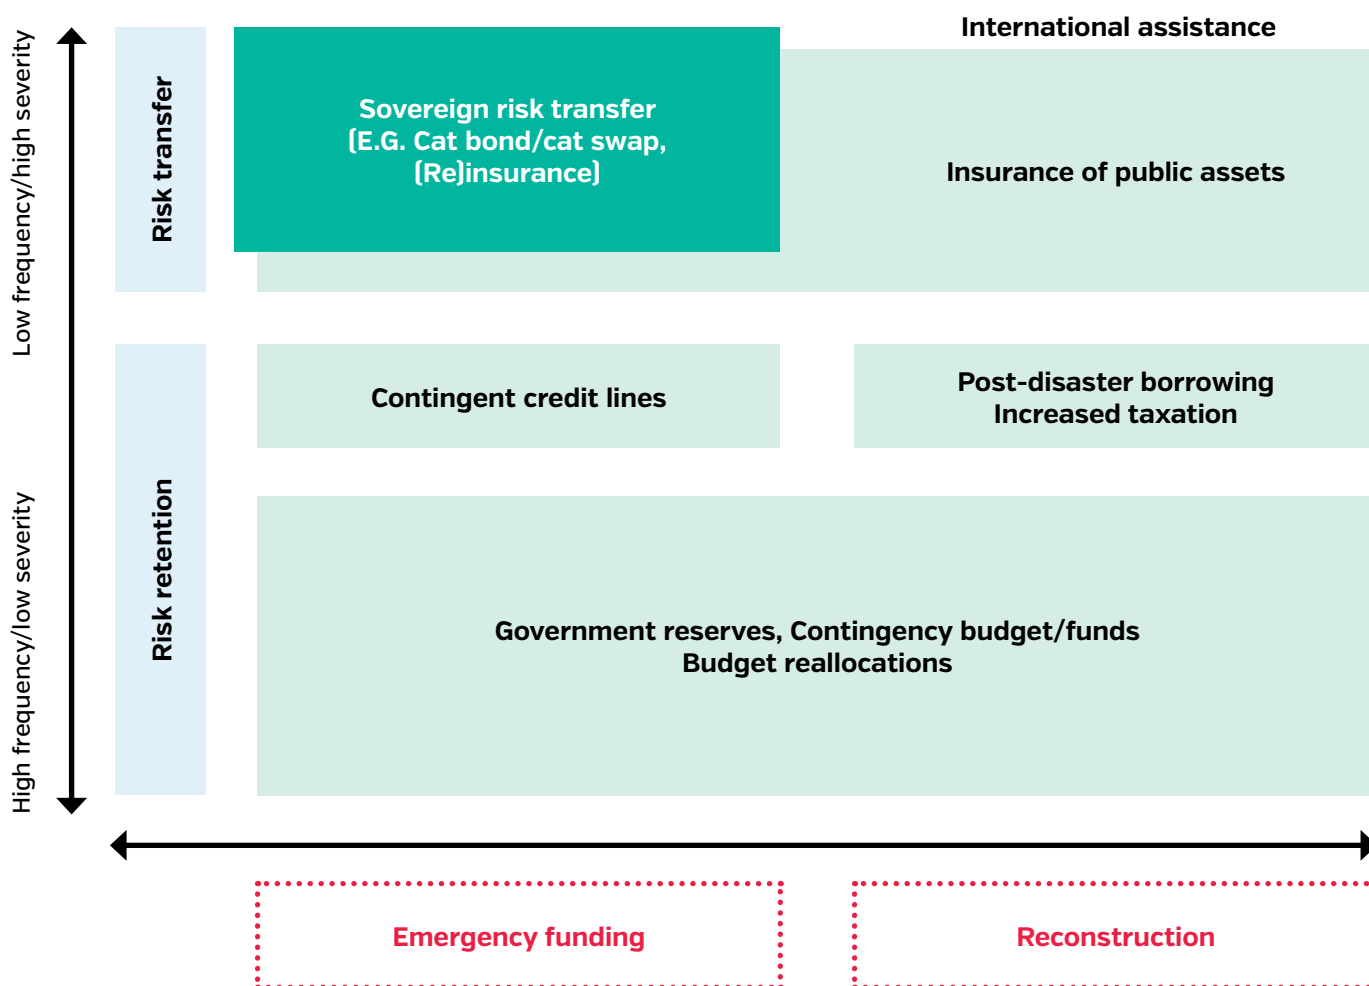 International assistance
Low frequency/high severity
Risk transfer
Sovereign risk transfer
(E.G. Cat bond/cat swap,
(Re)insurance)
Insurance of public assets
Contingent credit lines
Post-disaster borrowing
Increased taxation
High frequency/low severity
Risk retention
Government reserves, Contingency budget/funds
Budget reallocations
Emergency funding
Reconstruction